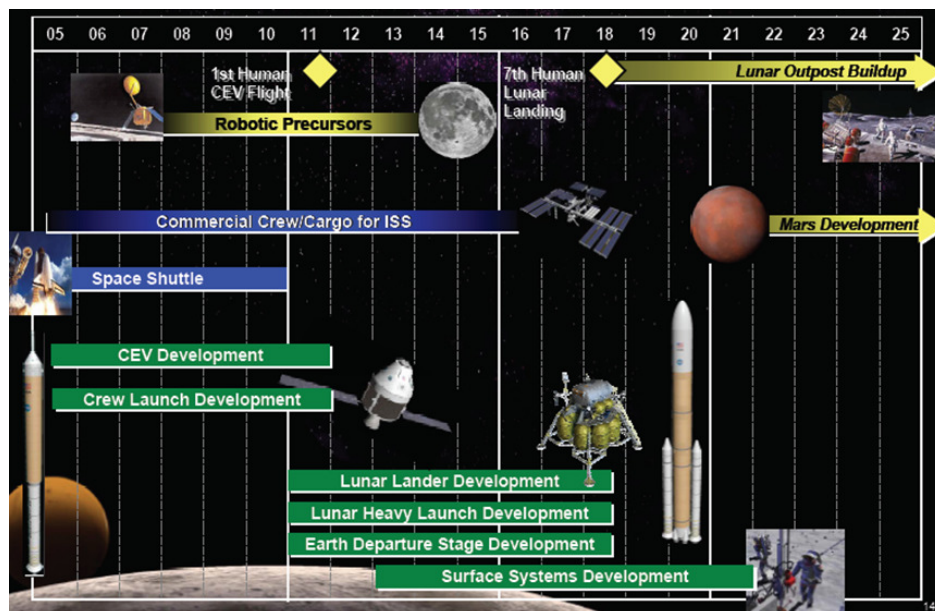 05 06 07 08 09 10 11 12 13 14 15 16 17 18 19 20 21 22 23 24 25
1st Human
CEV Flight
7th Human
Lunar
Landing
Lunar Outpost Buildup
Robotic Precursors
Commercial Crew/Cargo for ISS
Mars Development
Space Shuttle
CEV Development
Crew Launch Development
Lunar Lander Development
Lunar Heavy Launch Development
Earth Departure Stage Development
Surface Systems Development
14